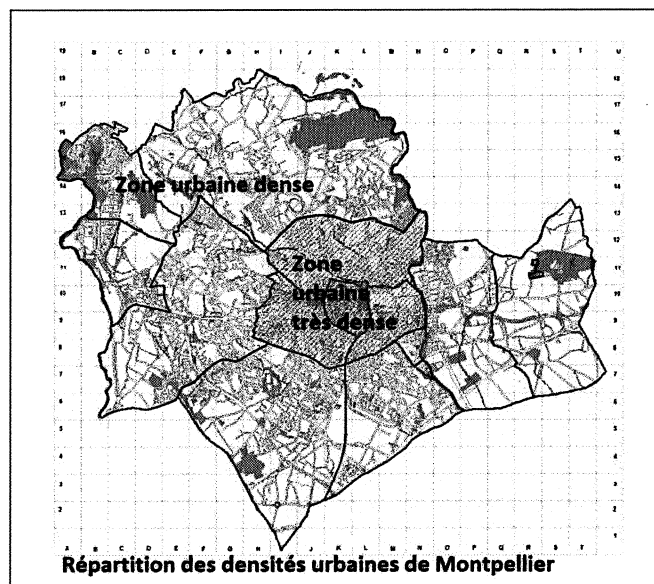 A B C D E F G H I J K L M N O P Q R S T U
Zone urbaine dense
Zone
urbaine
très dense
A B C D E F G H I J K L M N O P Q R S T
Répartition des densités urbaines de Montpellier